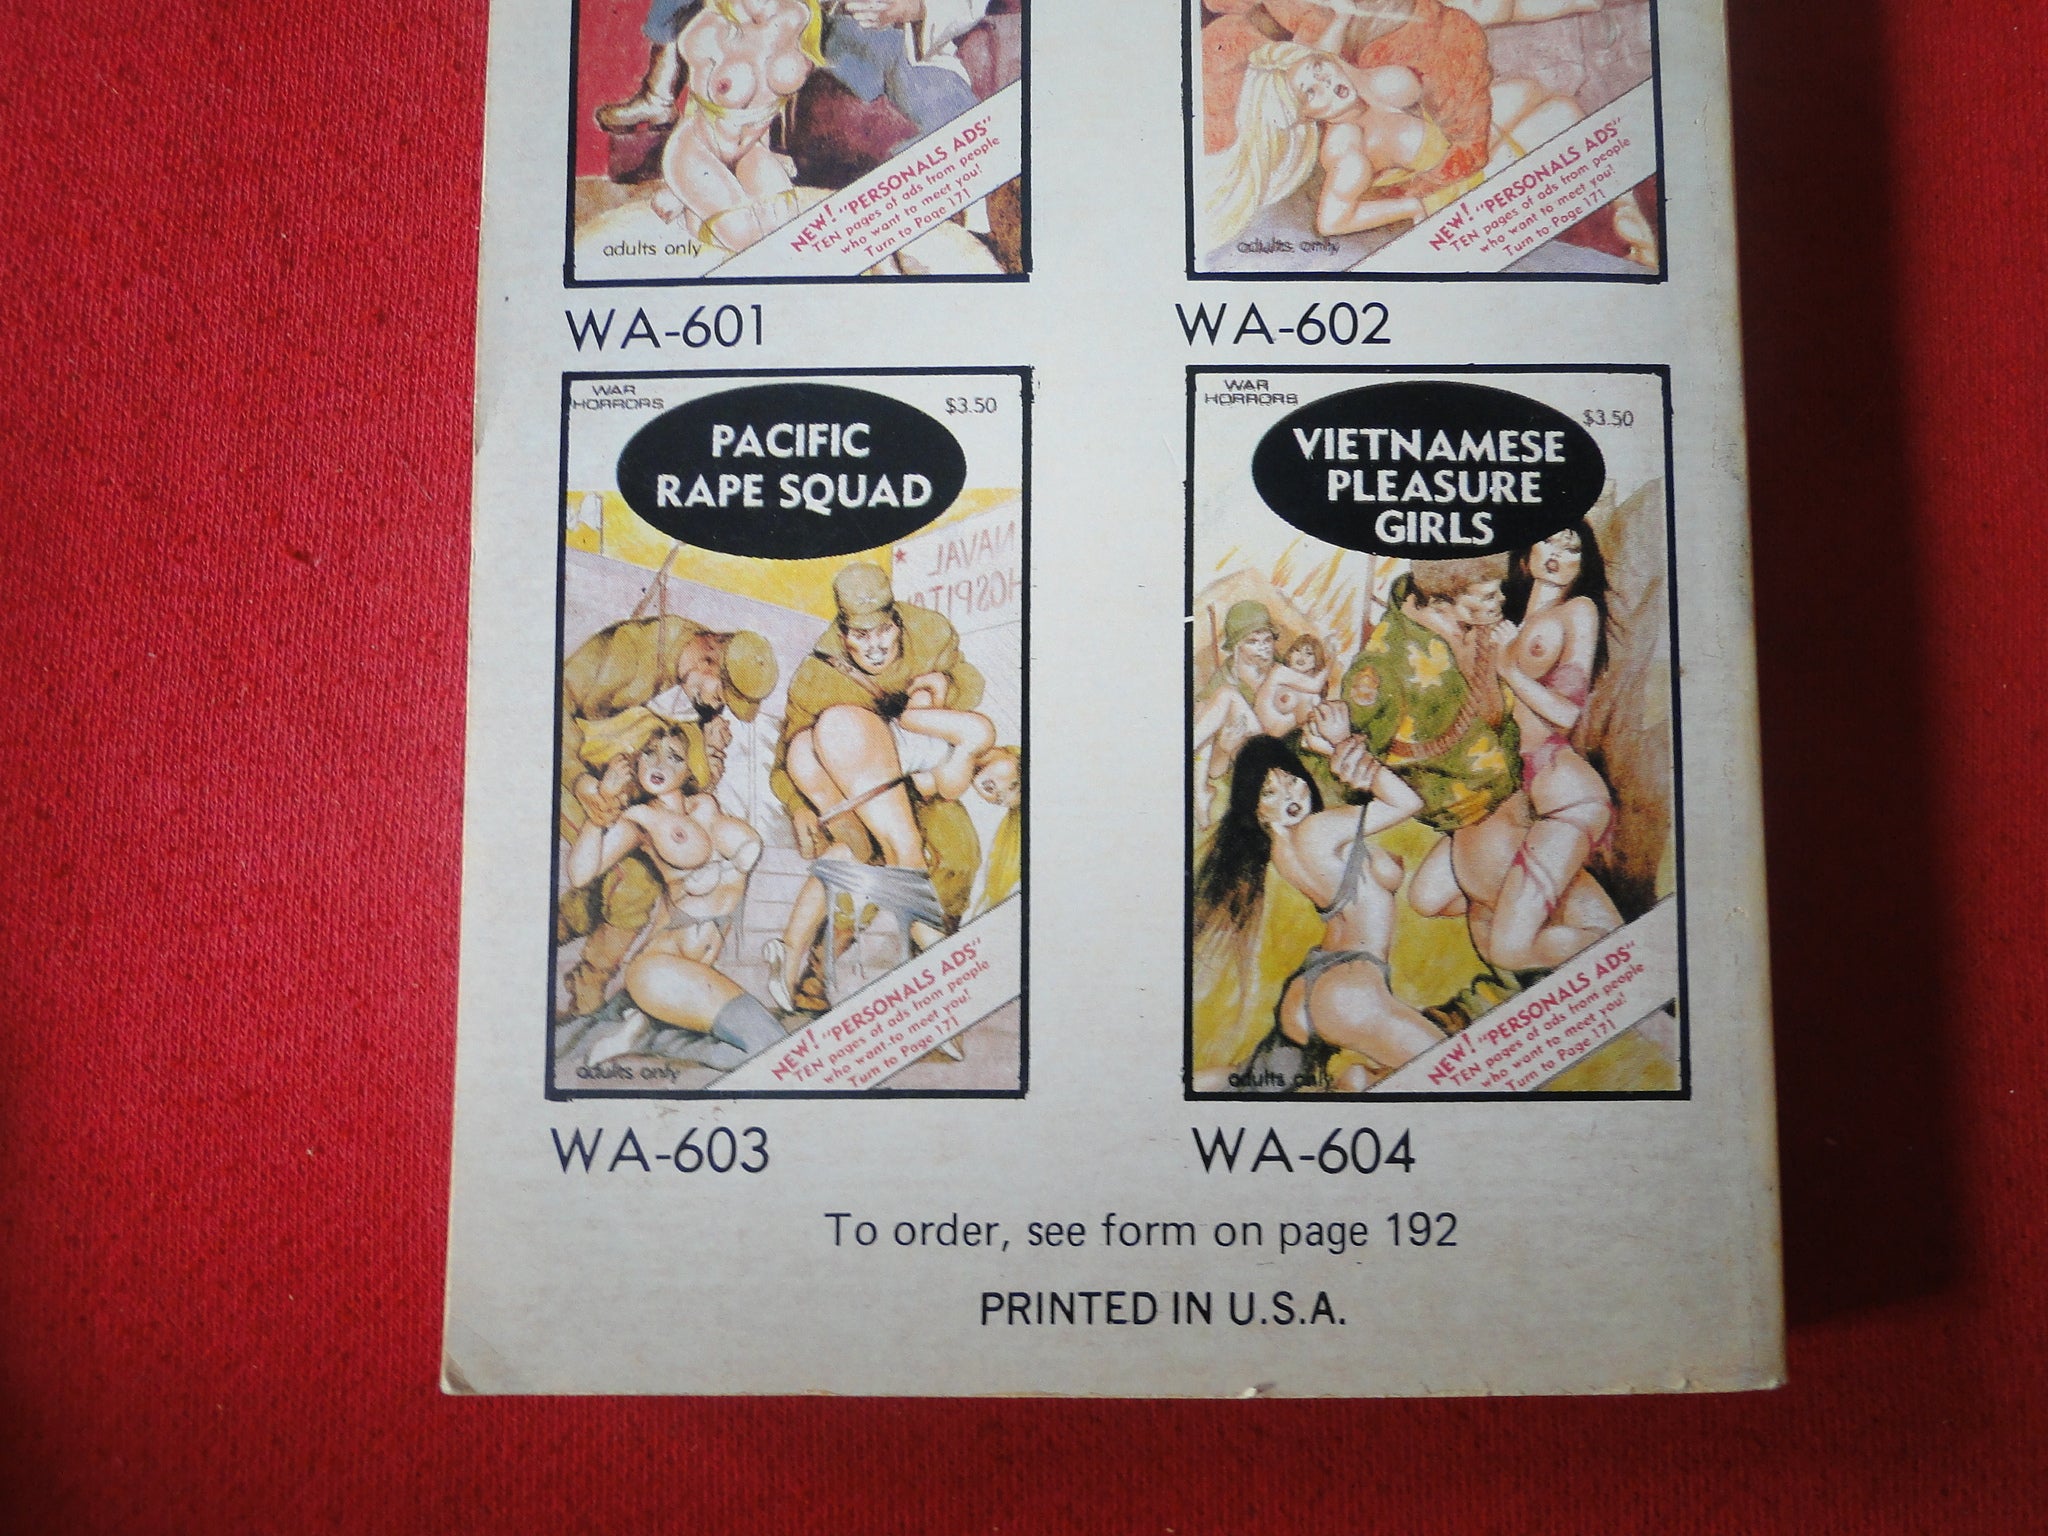 NEW! "PERSONALS ADS"
TEN pages of ads from people
who want to meet you!
Turn to Page 171
adults only
NEW! "PERSONALS ADS"
TEN pages of ads from people
who want to meet you!
Turn to Page 171
adults only
WA-601
WA-602
WAR
HORRORS
$3.50
PACIFIC
RAPE SQUAD
NAVAL
HOSPITAL
NEW! "PERSONALS ADS"
TEN pages of ads from people
who want to meet you!
Turn to Page 171
adults only
WAR
HORRORS
$3.50
VIETNAMESE
PLEASURE
GIRLS
NEW! "PERSONALS ADS"
TEN pages of ads from people
who want to meet you!
Turn to Page 171
adults only
WA-603
WA-604
To order, see form on page 192
PRINTED IN U.S.A.